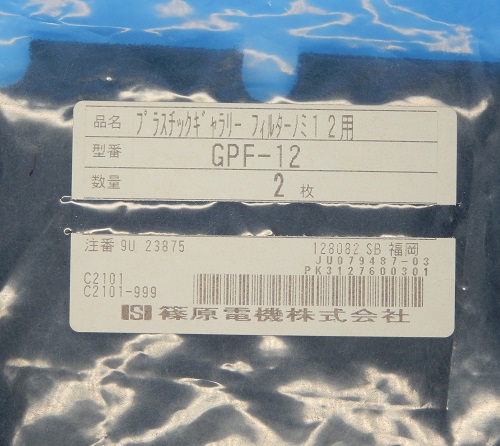 品名 プラスチックギャラリー フィルターノミ12用
型番 GPF-12
数量 2 枚
注番 9U 23875 128082 SB 福岡
JU079487-03
PK3127600301
C2101
C2101-999
篠原電機株式会社